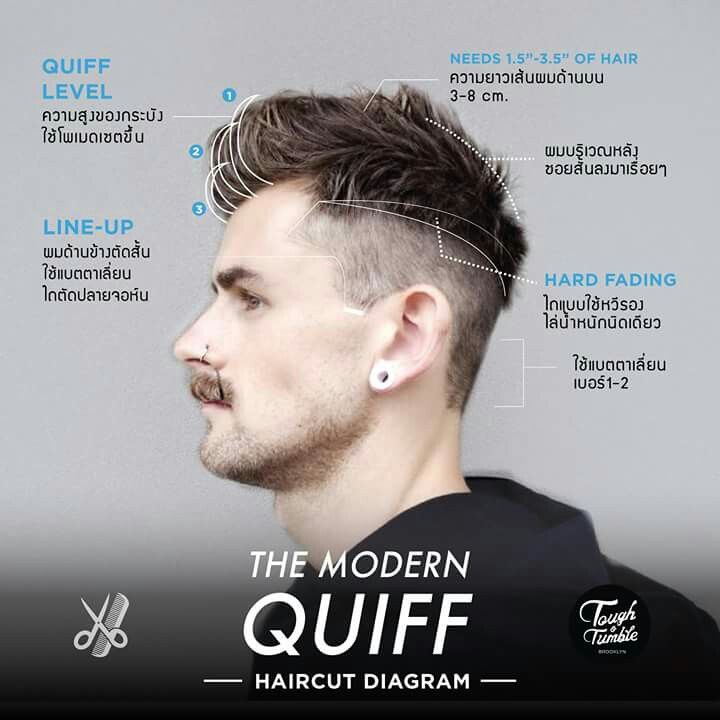 QUIFF
LEVEL
ความสูงของกระบัง
ใช้โพเมดเซตขึ้น
1
2
3
NEEDS 1.5”-3.5” OF HAIR
ความยาวเส้นผมด้านบน
3-8 cm.
ผมบริเวณหลัง
ซอยสั้นลงมาเรื่อยๆ
LINE-UP
ผมด้านข้างตัดสั้น
ใช้แบตตาเลี่ยน
ไถตัดปลายจอห์น
HARD FADING
ไถแบบใช้หวีรอง
ไล่น้ำหนักนิดเดียว
ใช้แบตตาเลี่ยน
เบอร์1-2
THE MODERN
QUIFF
HAIRCUT DIAGRAM
Tough
&
Tumble
BROOKLYN